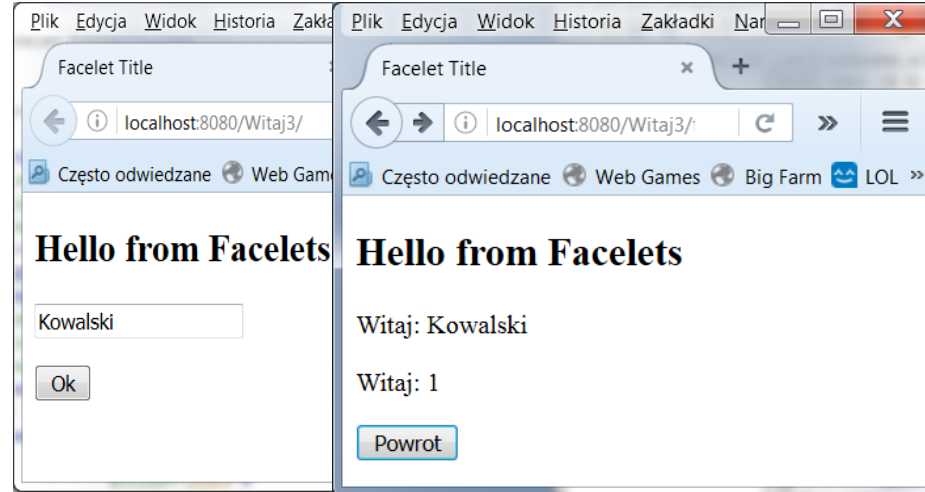 Plik Edycja Widok Historia Zakła
Facelet Title
localhost:8080/Witaj3/
Często odwiedzane Web Gam
Hello from Facelets
Kowalski
Ok
Plik Edycja Widok Historia Zakładki Nar
Facelet Title
localhost:8080/Witaj3/
Często odwiedzane Web Games Big Farm LOL
Hello from Facelets
Witaj: Kowalski
Witaj: 1
Powrot